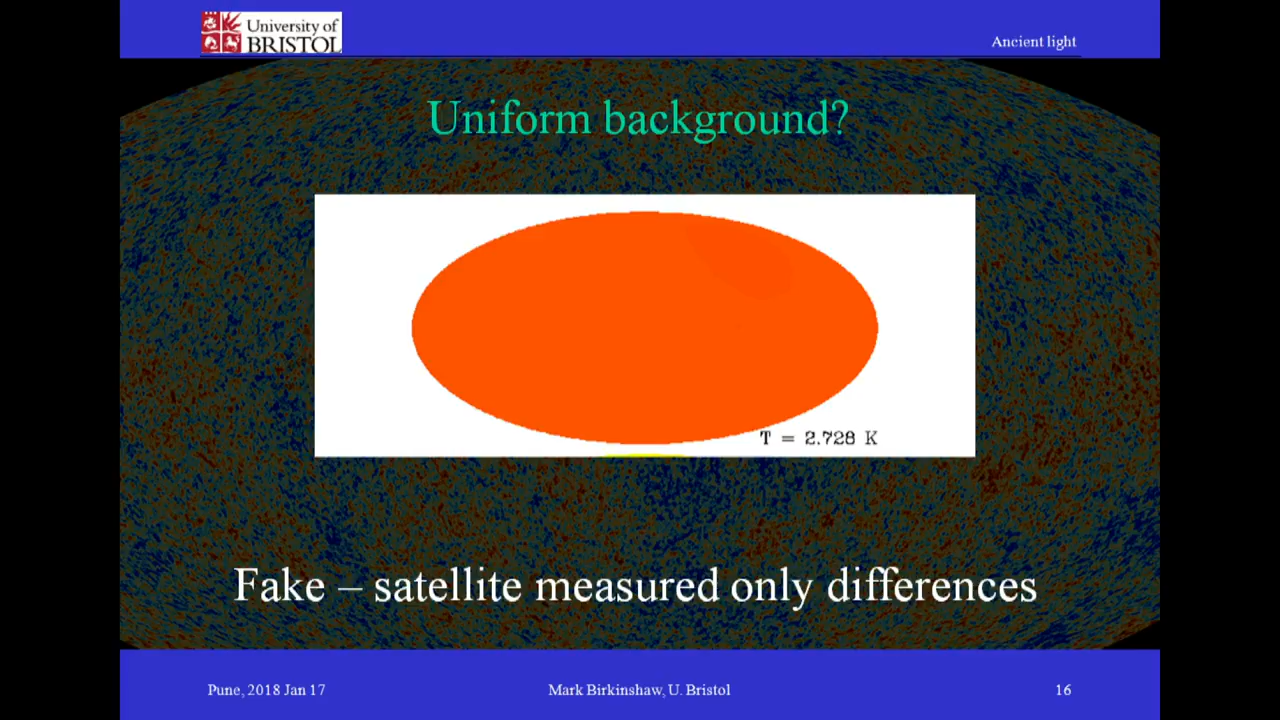 University of
BRISTOL
Ancient light
Uniform background?
T = 2.728 K
Fake – satellite measured only differences
Pune, 2018 Jan 17
Mark Birkinshaw, U. Bristol
16